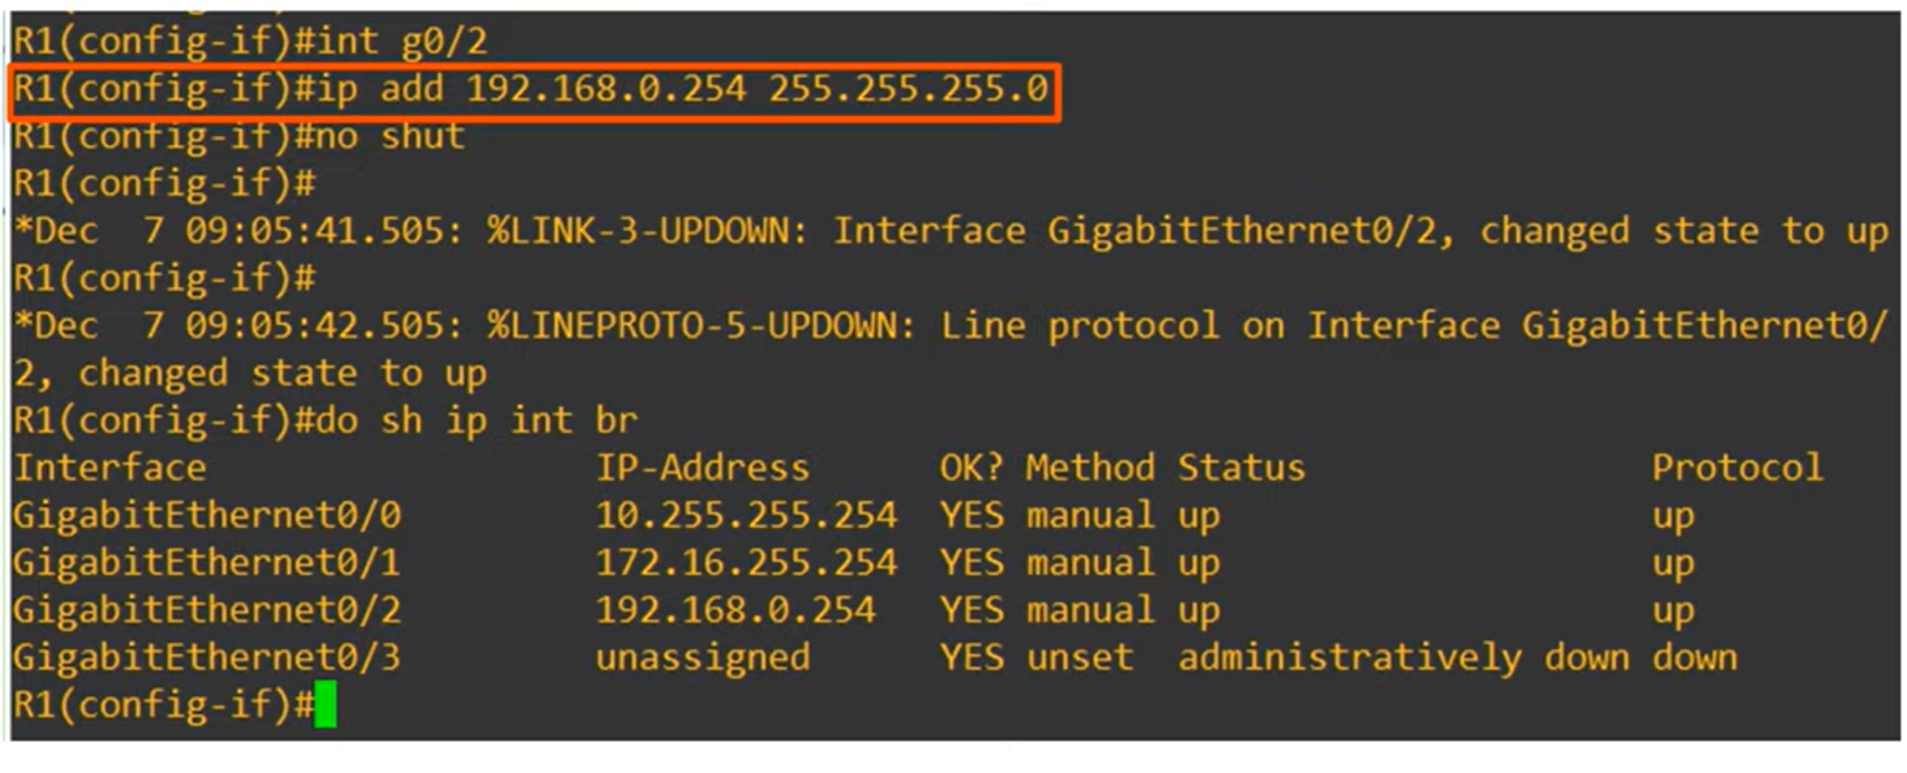 R1(config-if)#int g0/2
R1(config-if)#ip add 192.168.0.254 255.255.255.0
R1(config-if)#no shut
R1(config-if)#
*Dec  7 09:05:41.505: %LINK-3-UPDOWN: Interface GigabitEthernet0/2, changed state to up
R1(config-if)#
*Dec  7 09:05:42.505: %LINEPROTO-5-UPDOWN: Line protocol on Interface GigabitEthernet0/
2, changed state to up
R1(config-if)#do sh ip int br
Interface                  IP-Address      OK? Method Status                Protocol
GigabitEthernet0/0         10.255.255.254  YES manual up                    up
GigabitEthernet0/1         172.16.255.254  YES manual up                    up
GigabitEthernet0/2         192.168.0.254   YES manual up                    up
GigabitEthernet0/3         unassigned      YES unset  administratively down down
R1(config-if)#